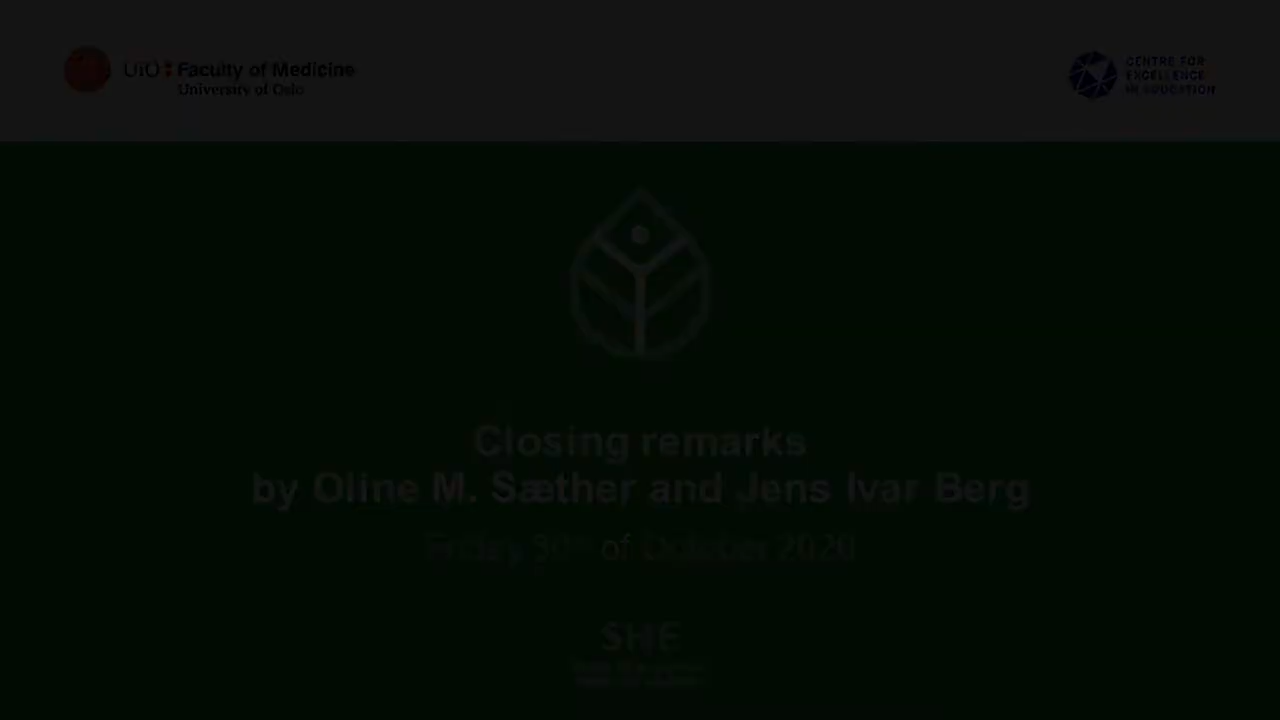 UiO: Faculty of Medicine
University of Oslo
CENTRE FOR
EXCELLENCE
IN EDUCATION
Closing remarks
by Oline M. Sæther and Jens Ivar Berg
Friday 30th of October 2020
SHE